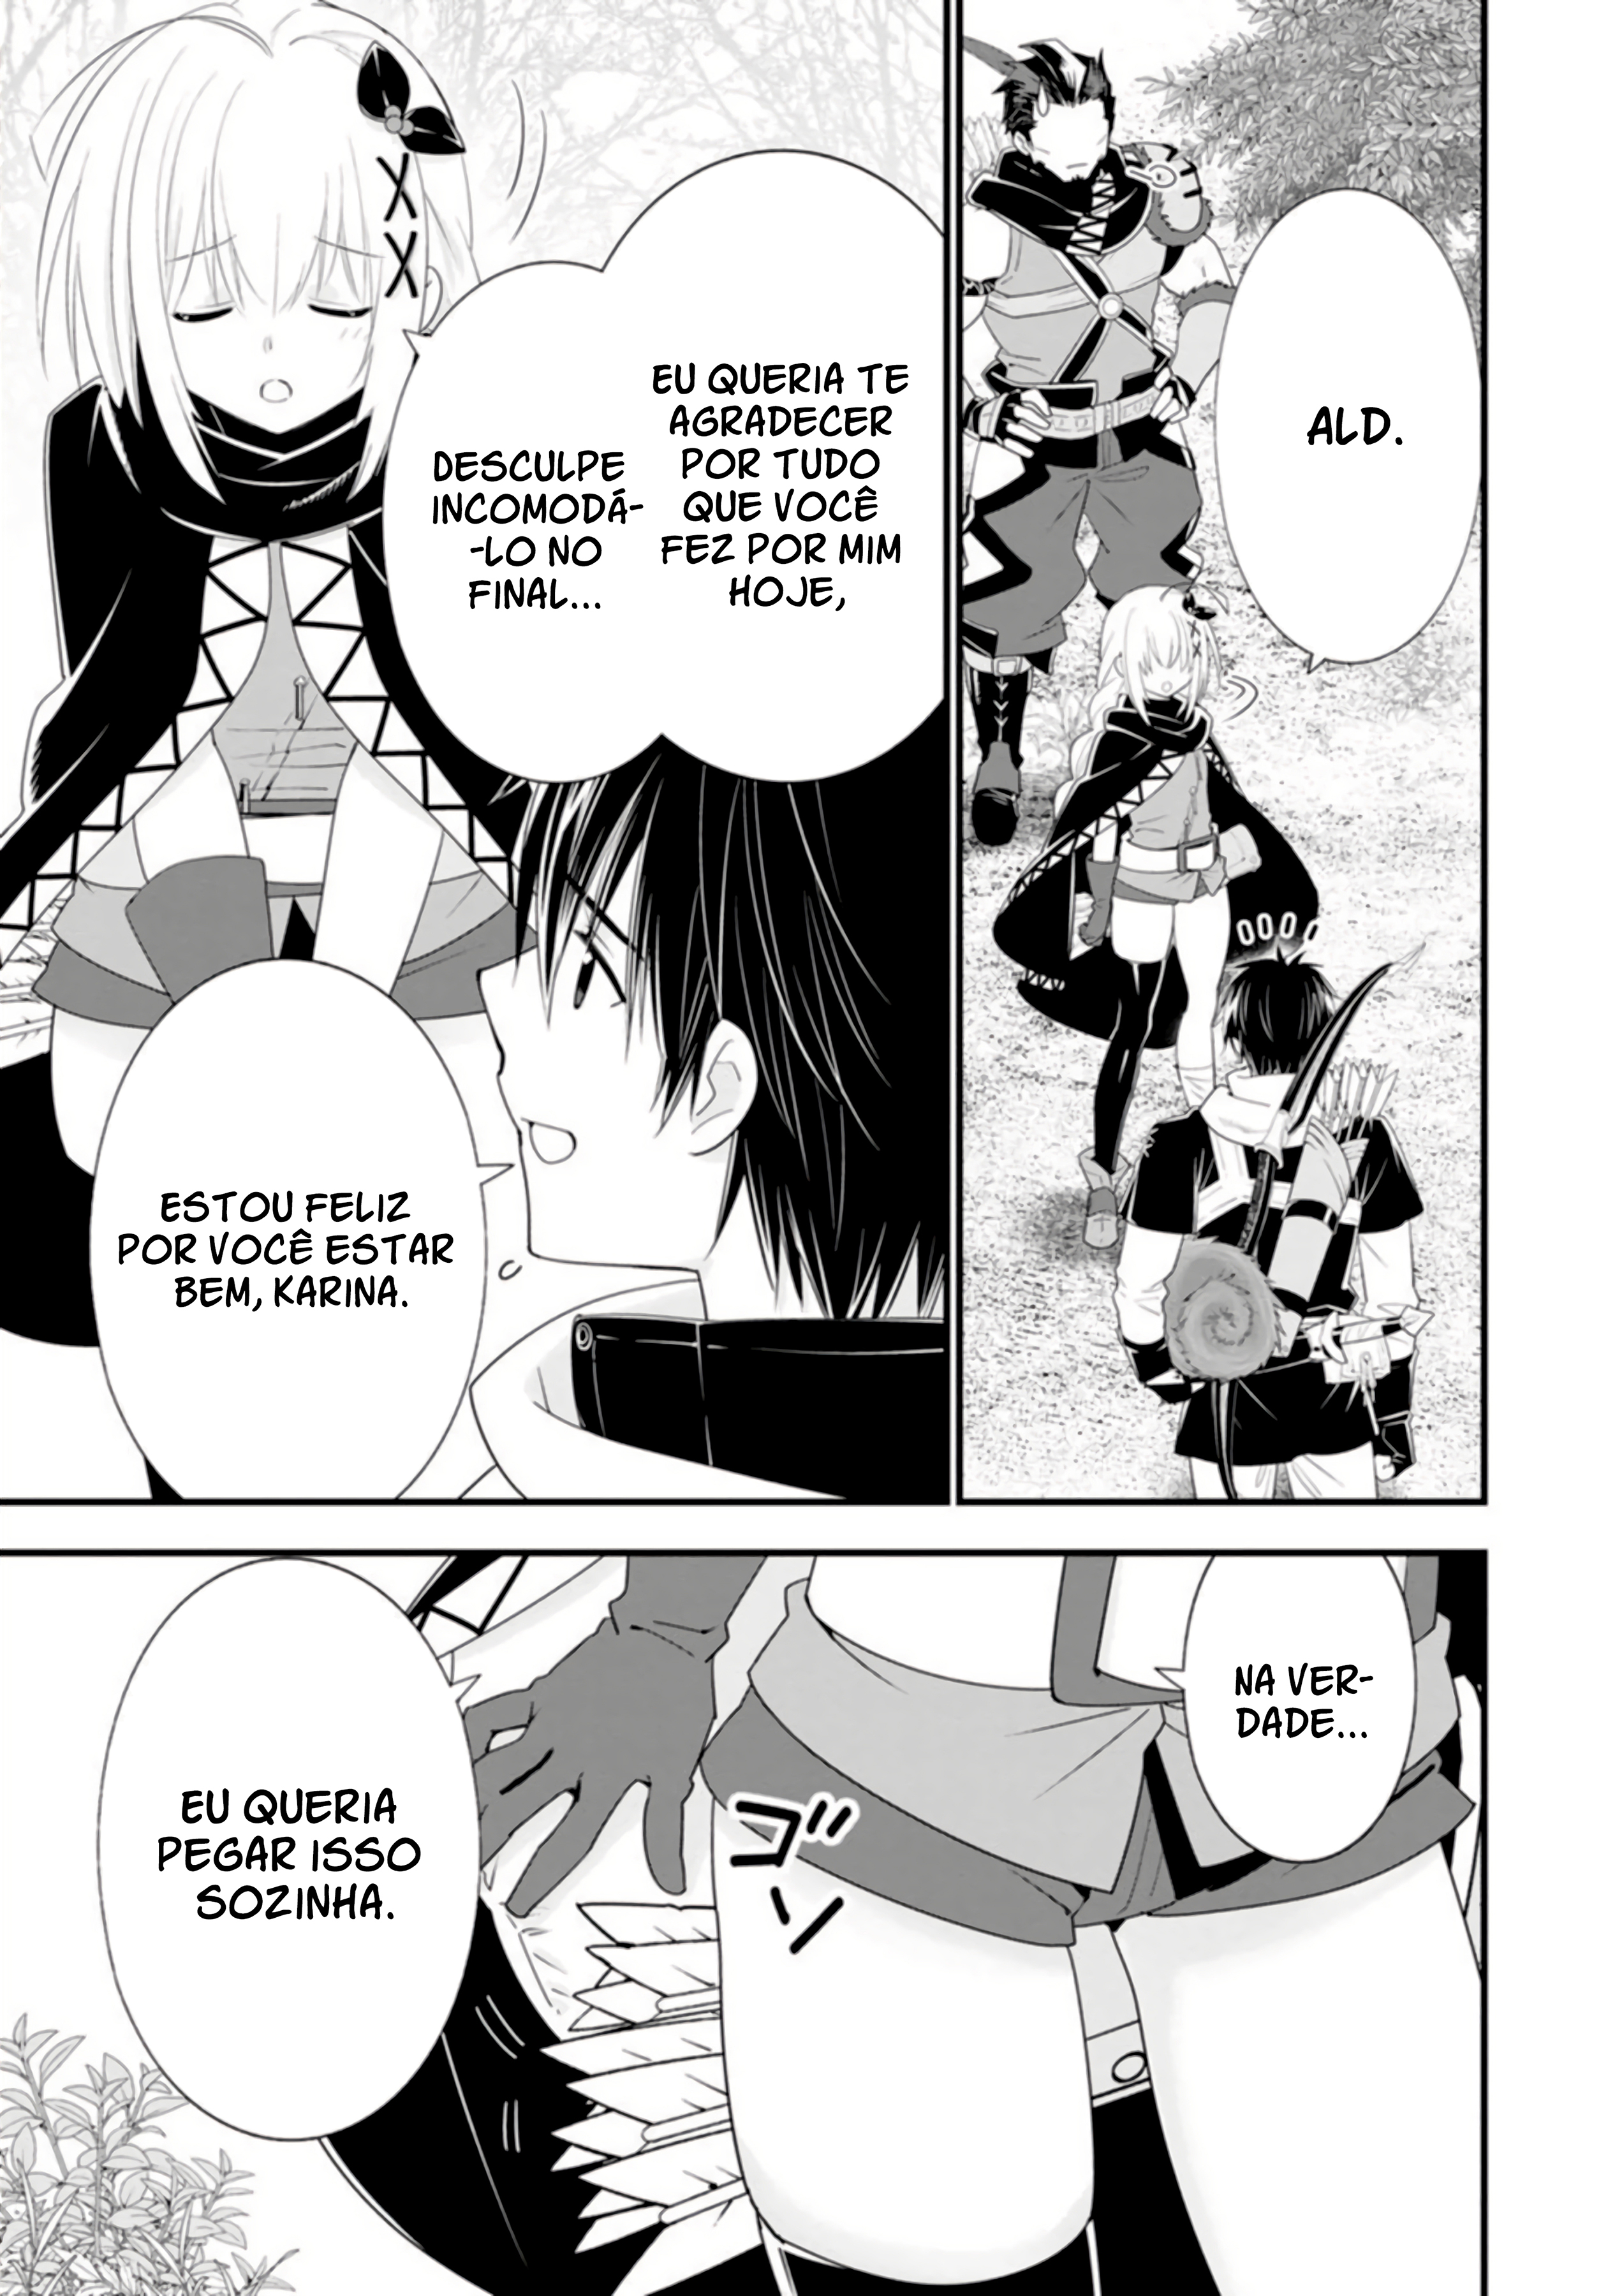 ALD.
EU QUERIA TE
AGRADECER
POR TUDO
QUE VOCÊ
FEZ POR MIM
HOJE,
DESCULPE
INCOMODÁ-
-LO NO
FINAL...
ESTOU FELIZ
POR VOCÊ ESTAR
BEM, KARINA.
NA VER-
DADE...
ゴソ
EU QUERIA
PEGAR ISSO
SOZINHA.